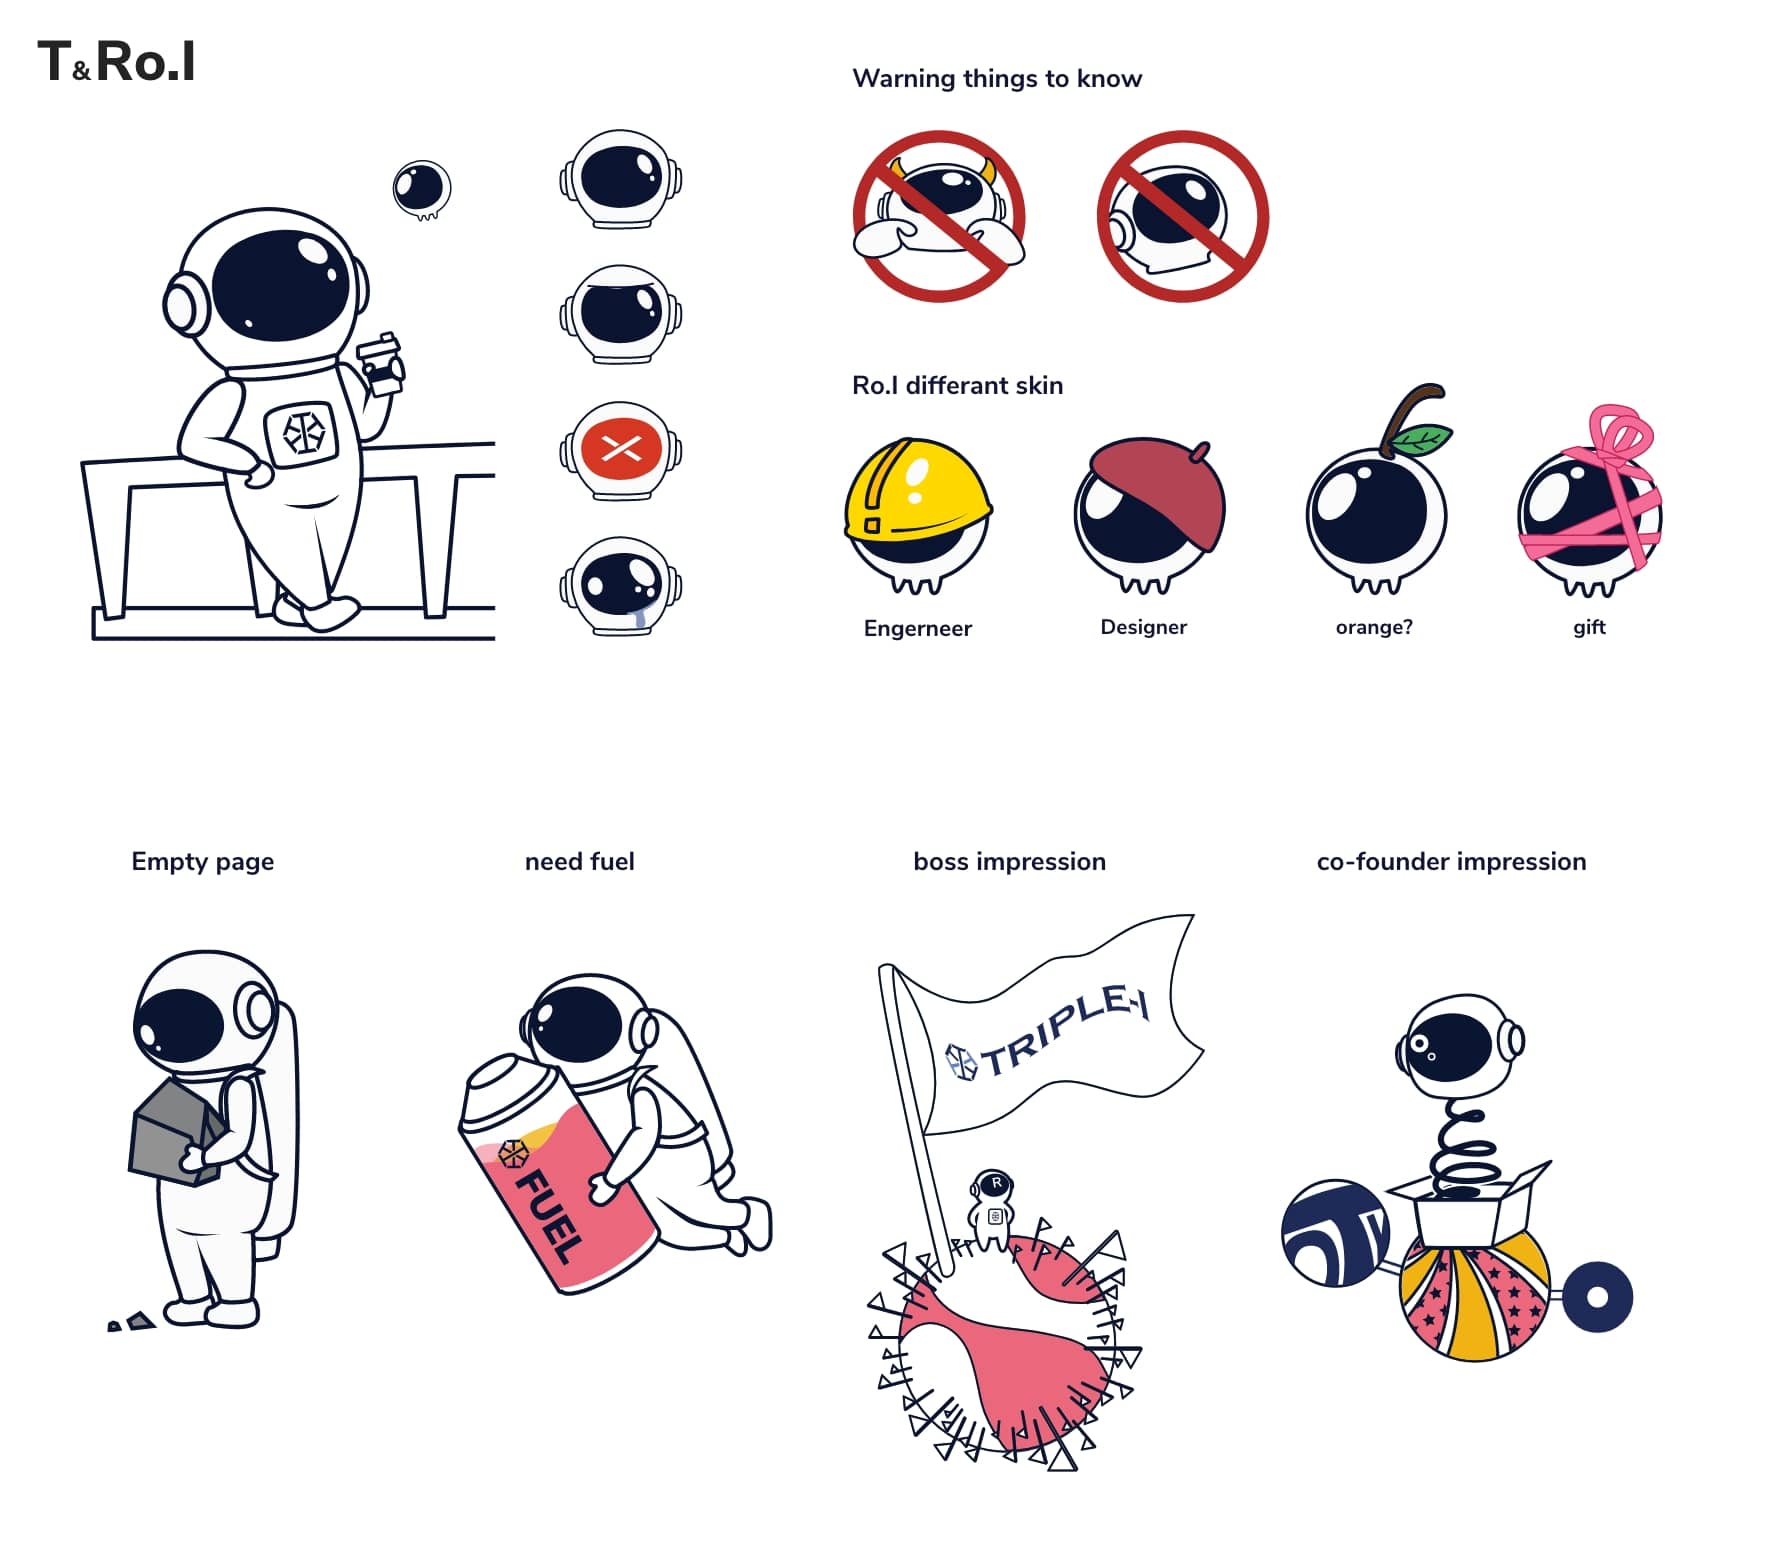 T&Ro.I
Warning things to know
Ro.I differant skin
Engerneer
Designer
orange?
gift
Empty page
need fuel
boss impression
co-founder impression
FUEL
TRIPLE-I
R